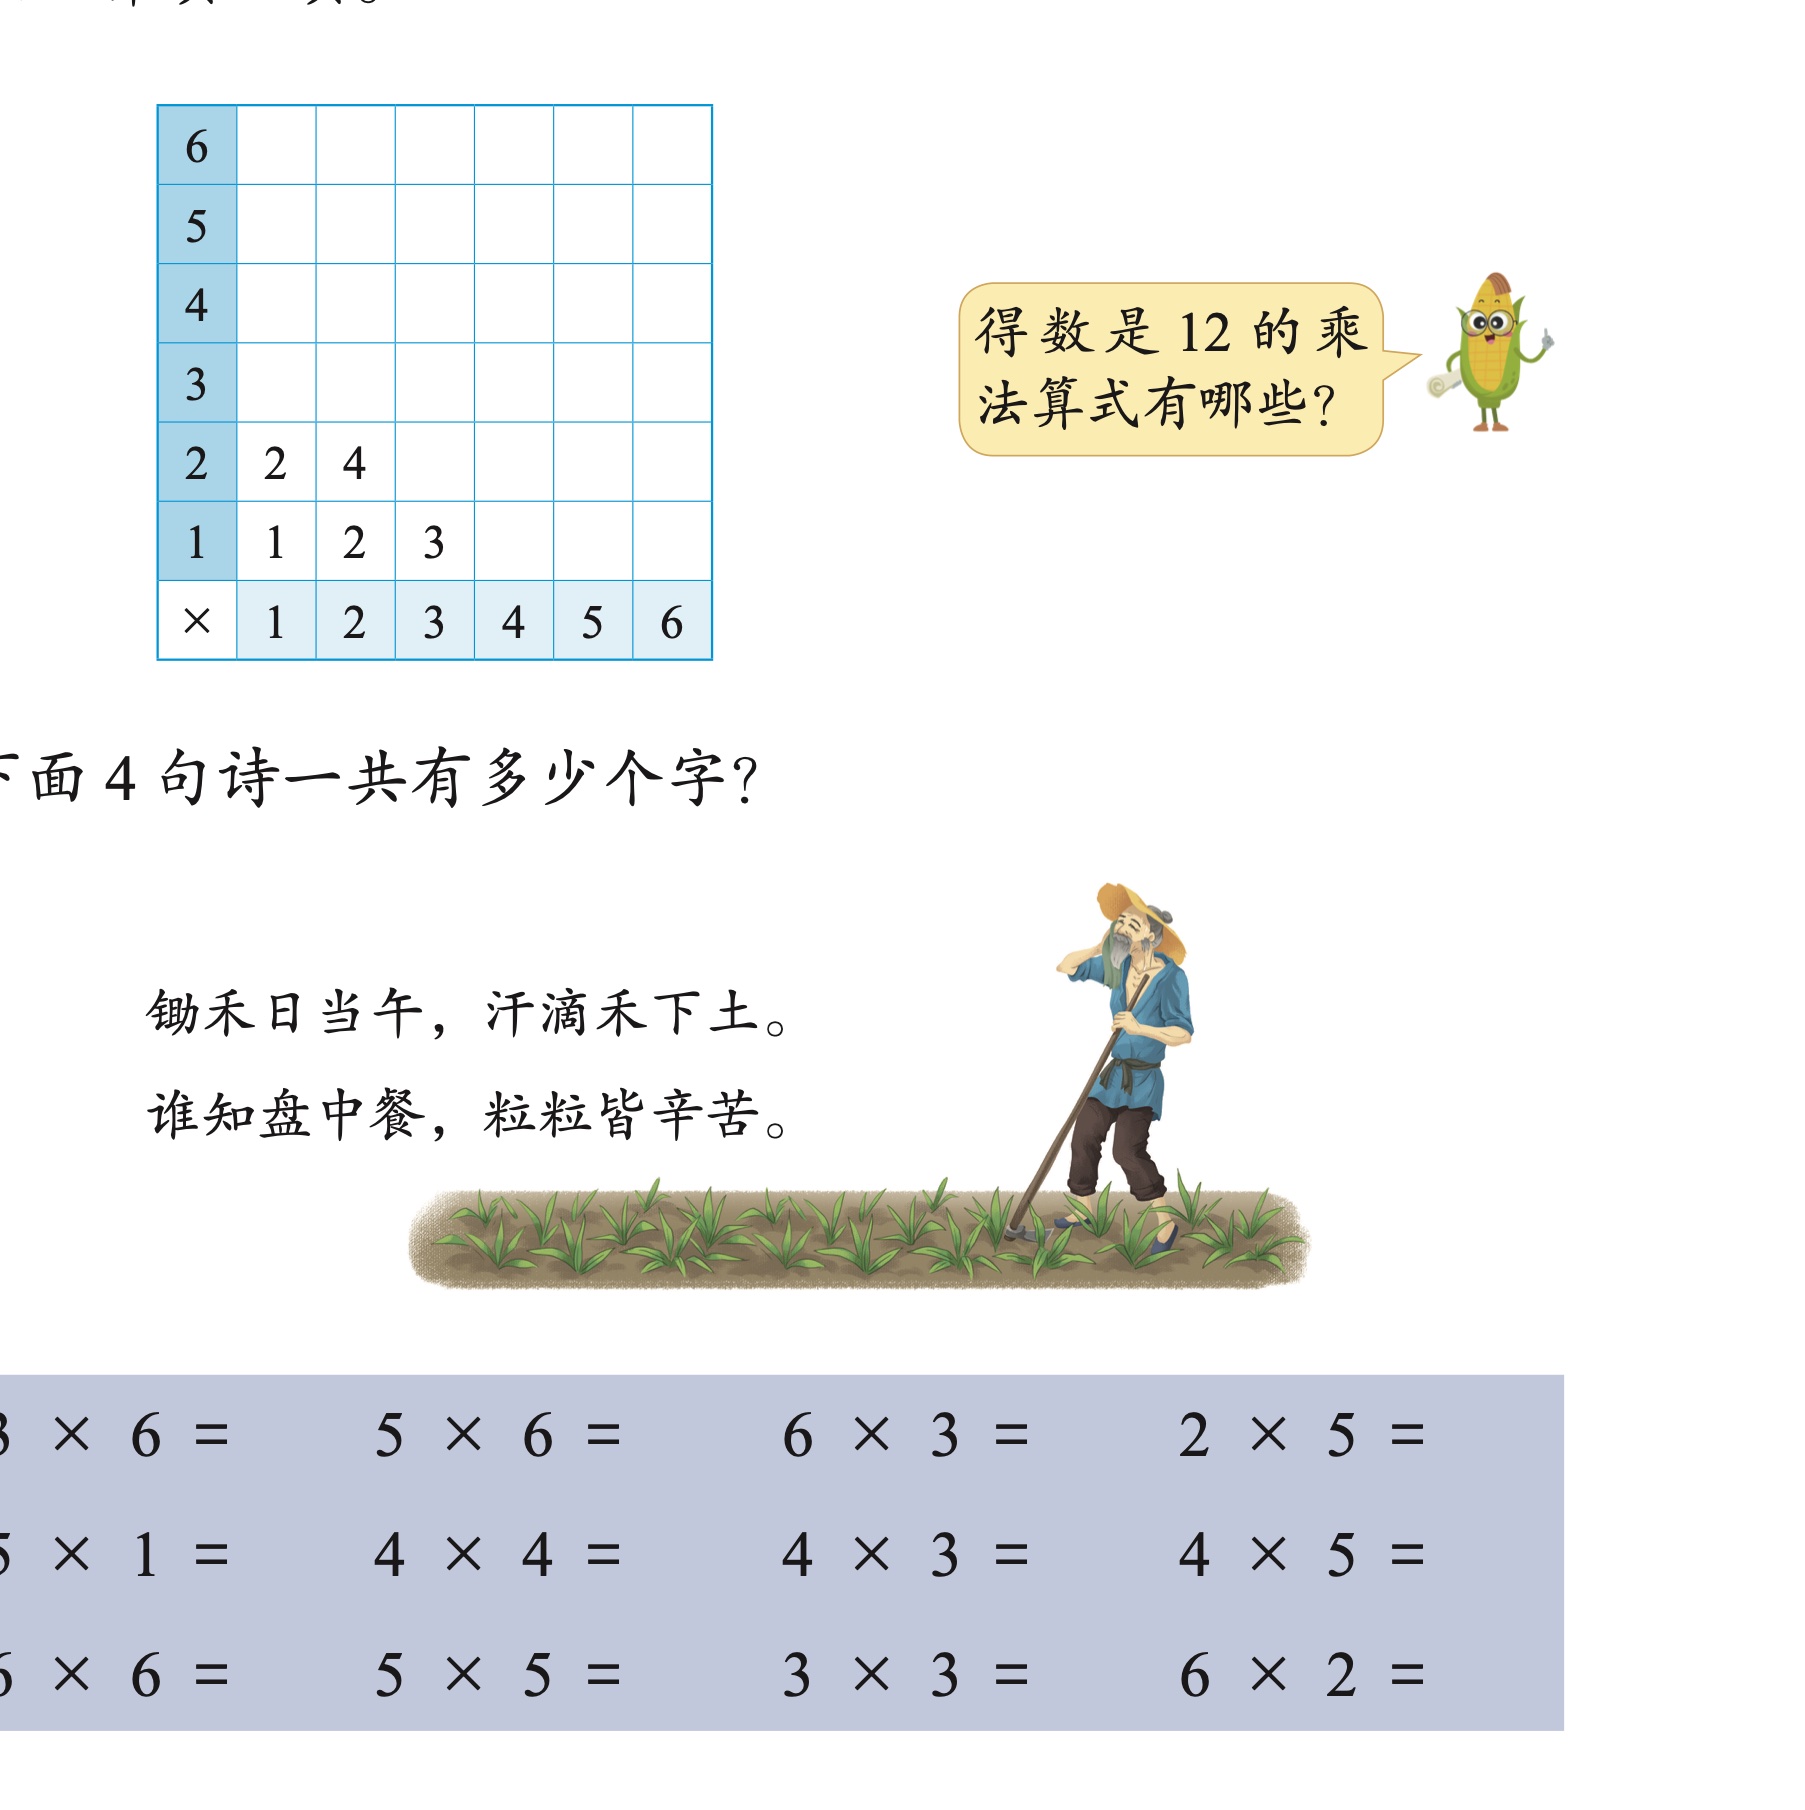 6
5
4
3
2 2 4
1 1 2 3
× 1 2 3 4 5 6
得数是 12 的乘
法算式有哪些？
面 4 句诗一共有多少个字？
锄禾日当午，汗滴禾下土。
谁知盘中餐，粒粒皆辛苦。
× 6 = 5 × 6 = 6 × 3 = 2 × 5 =
× 1 = 4 × 4 = 4 × 3 = 4 × 5 =
× 6 = 5 × 5 = 3 × 3 = 6 × 2 =